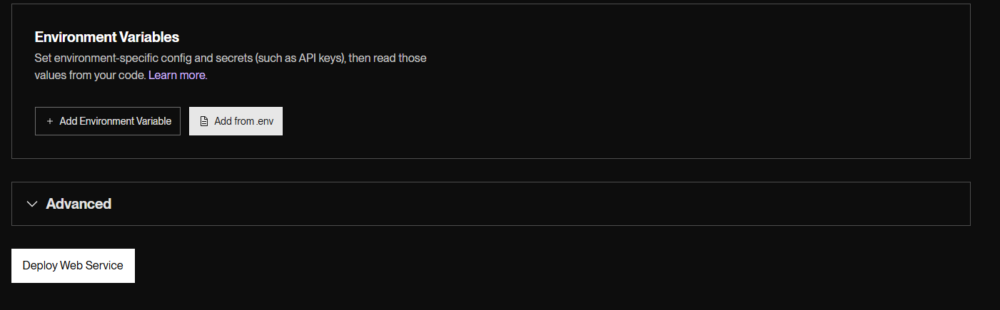 Environment Variables
Set environment-specific config and secrets (such as API keys), then read those
values from your code. Learn more.
+ Add Environment Variable
Add from .env
Advanced
Deploy Web Service